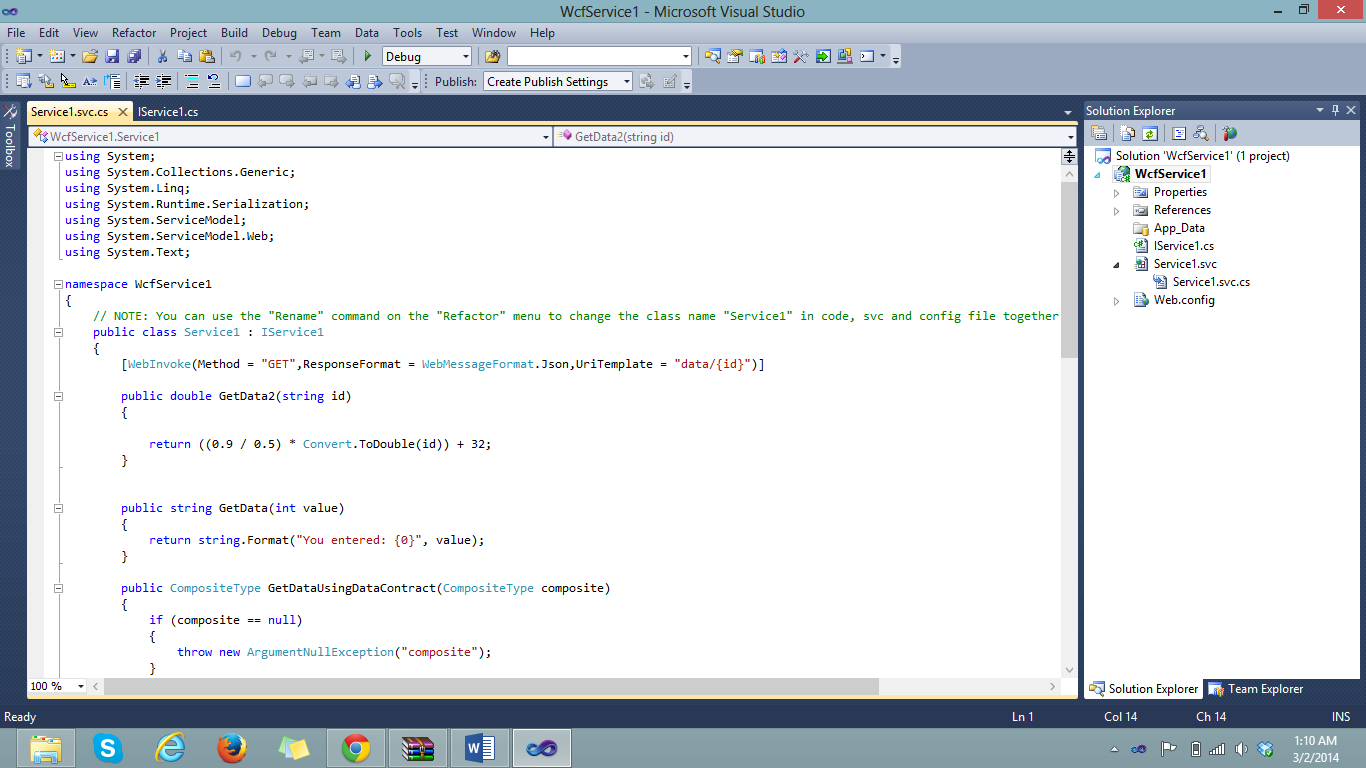 WcfService1 - Microsoft Visual Studio
File Edit View Refactor Project Build Debug Team Data Tools Test Window Help
Debug
Publish: Create Publish Settings
Toolbox
Service1.svc.cs IService1.cs
WcfService1.Service1 GetData2(string id)
using System;
using System.Collections.Generic;
using System.Linq;
using System.Runtime.Serialization;
using System.ServiceModel;
using System.ServiceModel.Web;
using System.Text;
namespace WcfService1
{
// NOTE: You can use the "Rename" command on the "Refactor" menu to change the class name "Service1" in code, svc and config file together
public class Service1 : IService1
{
[WebInvoke(Method = "GET",ResponseFormat = WebMessageFormat.Json,UriTemplate = "data/{id}")]
public double GetData2(string id)
{
return ((0.9 / 0.5) * Convert.ToDouble(id)) + 32;
}
public string GetData(int value)
{
return string.Format("You entered: {0}", value);
}
public CompositeType GetDataUsingDataContract(CompositeType composite)
{
if (composite == null)
{
throw new ArgumentNullException("composite");
}
100 %
Solution Explorer
Solution 'WcfService1' (1 project)
WcfService1
Properties
References
App_Data
IService1.cs
Service1.svc
Service1.svc.cs
Web.config
Solution Explorer Team Explorer
Ready Ln 1 Col 14 Ch 14 INS
1:10 AM
3/2/2014